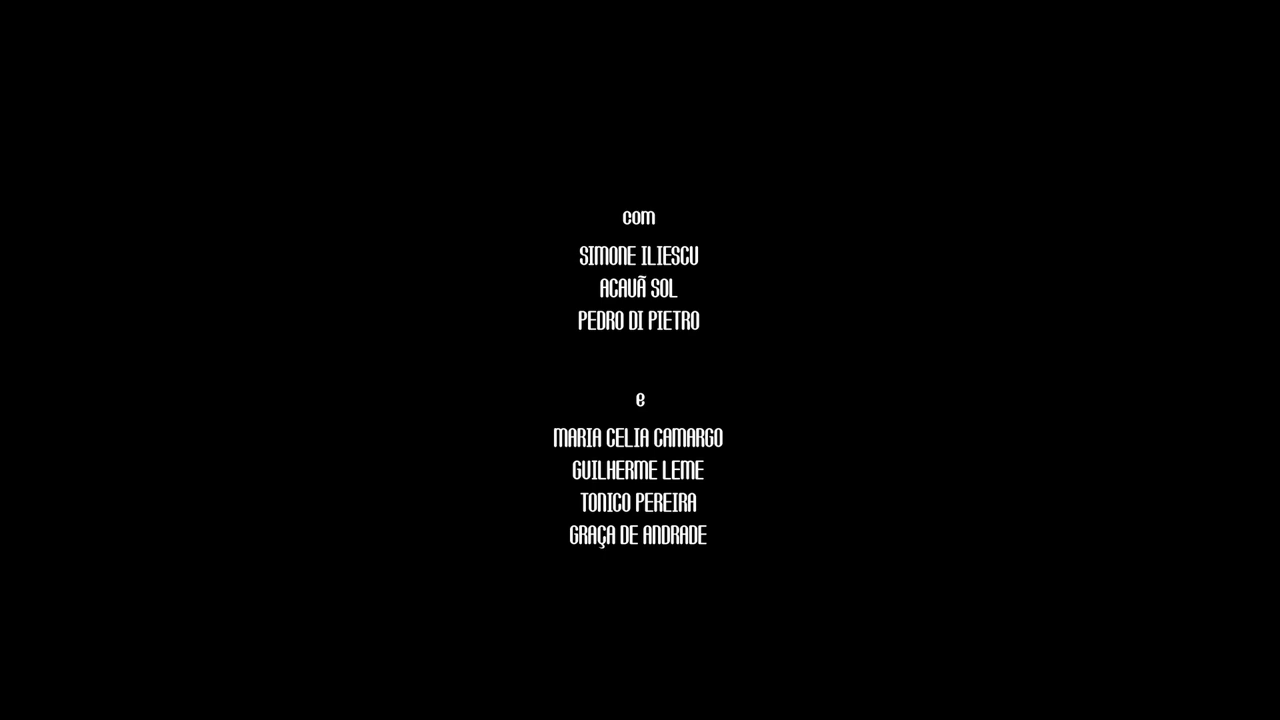 com
SIMONE ILIESCU
ACAUÃ SOL
PEDRO DI PIETRO
e
MARIA CELIA CAMARGO
GUILHERME LEME
TONICO PEREIRA
GRAÇA DE ANDRADE